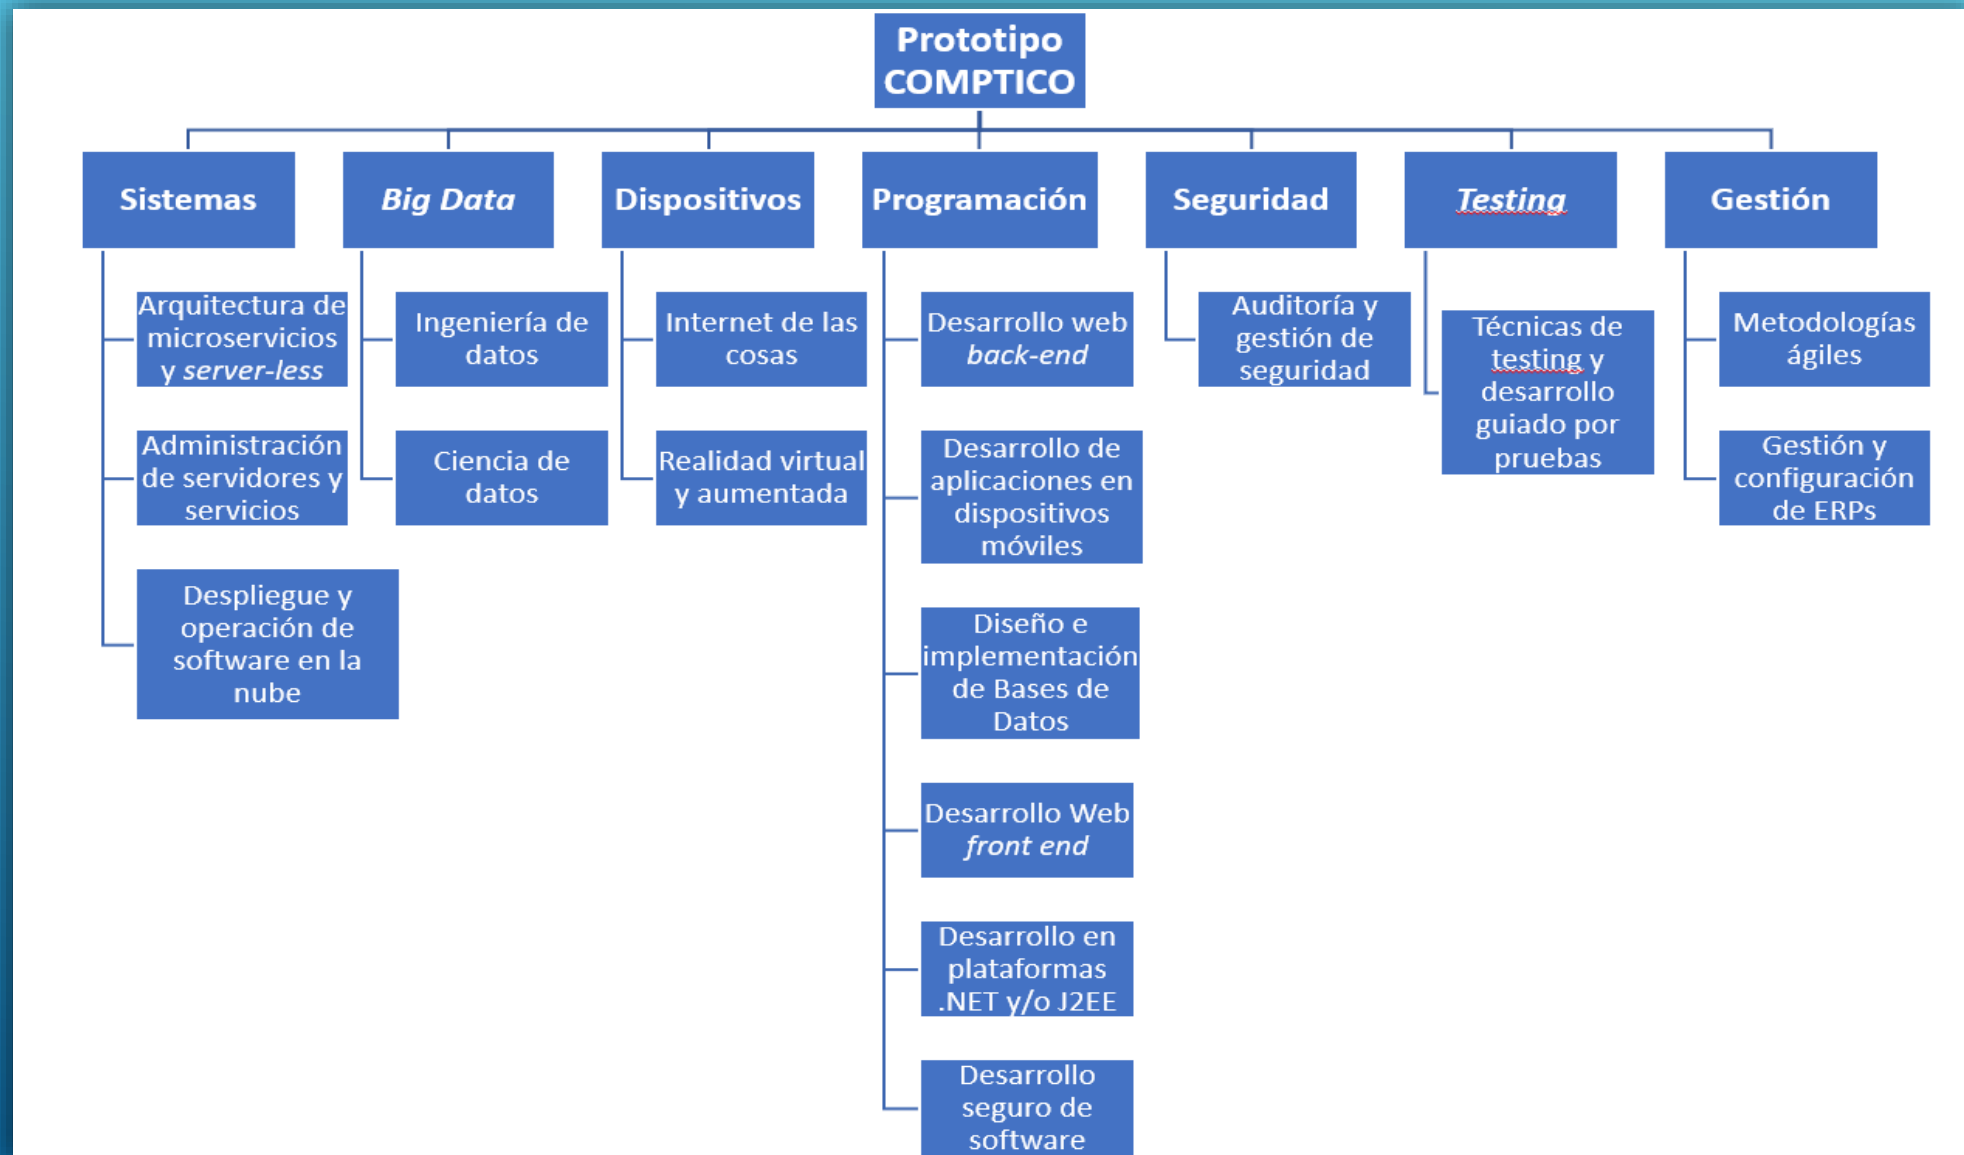 Prototipo
COMPTICO
Sistemas
Arquitectura de
microservicios
y server-less
Administración
de servidores y
servicios
Despliegue y
operación de
software en la
nube
Big Data
Ingeniería de
datos
Ciencia de
datos
Dispositivos
Internet de las
cosas
Realidad virtual
y aumentada
Programación
Desarrollo web
back-end
Desarrollo de
aplicaciones en
dispositivos
móviles
Diseño e
implementación
de Bases de
Datos
Desarrollo Web
front end
Desarrollo en
plataformas
.NET y/o J2EE
Desarrollo
seguro de
software
Seguridad
Auditoría y
gestión de
seguridad
Testing
Técnicas de
testing y
desarrollo
guiado por
pruebas
Gestión
Metodologías
ágiles
Gestión y
configuración
de ERPs